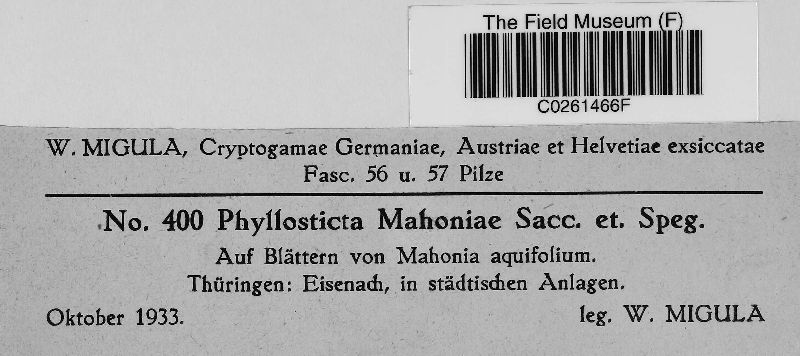 The Field Museum (F)
C0261466F
W. MIGULA, Cryptogamae Germaniae, Austriae et Helvetiae exsiccatae
Fasc. 56 u. 57 Pilze
No. 400 Phyllosticta Mahoniae Sacc. et. Speg.
Auf Blättern von Mahonia aquifolium.
Thüringen: Eisenach, in städtischen Anlagen.
Oktober 1933. leg. W. MIGULA